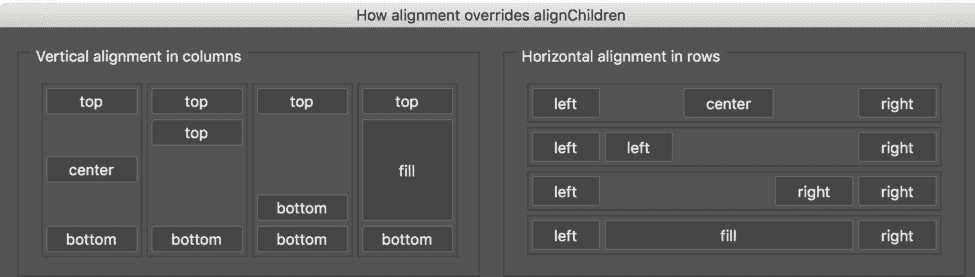 How alignment overrides alignChildren
Vertical alignment in columns
top top top top
top
center
fill
bottom
bottom bottom bottom bottom
Horizontal alignment in rows
left center right
left left right
left right right
left fill right